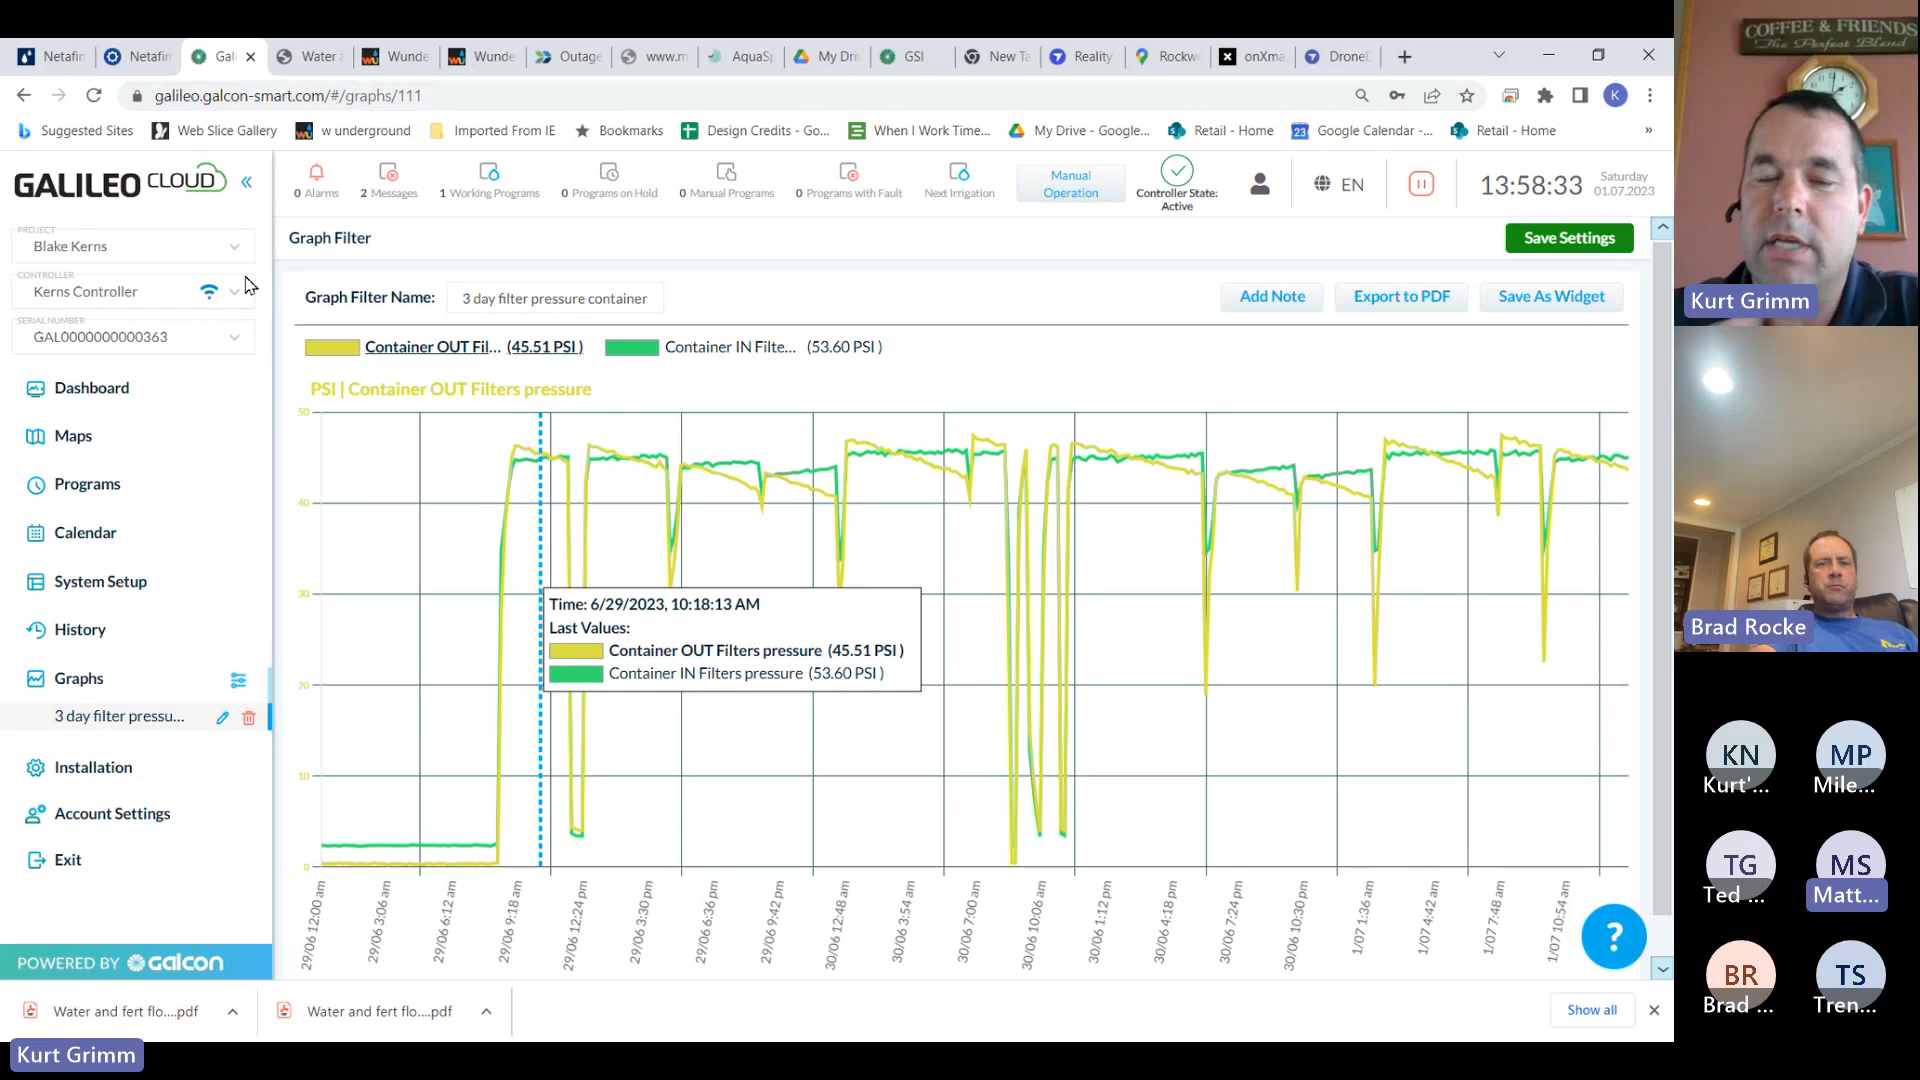 Netafin
Netafin
Gal
Water
Wunde
Wunde
Outage
www.m
AquaSp
My Dri
GSI
New Ta
Reality
Rockw
onXma
DroneD
galileo.galcon-smart.com/#/graphs/111
K
Suggested Sites
Web Slice Gallery
w underground
Imported From IE
Bookmarks
Design Credits - Go...
When I Work Time...
My Drive - Google...
Retail - Home
Google Calendar -...
Retail - Home
GALILEO CLOUD
0 Alarms
2 Messages
1 Working Programs
0 Programs on Hold
0 Manual Programs
0 Programs with Fault
Next Irrigation
Manual
Operation
Controller State:
Active
EN
13:58:33
Saturday
01.07.2023
PROJECT
Blake Kerns
CONTROLLER
Kerns Controller
SERIAL NUMBER
GAL0000000000363
Dashboard
Maps
Programs
Calendar
System Setup
History
Graphs
3 day filter pressu...
Installation
Account Settings
Exit
POWERED BY galcon
Graph Filter
Save Settings
Graph Filter Name:
3 day filter pressure container
Add Note
Export to PDF
Save As Widget
Container OUT Fil... (45.51 PSI )
Container IN Filte... (53.60 PSI )
PSI | Container OUT Filters pressure
50
40
30
20
10
0
Time: 6/29/2023, 10:18:13 AM
Last Values:
Container OUT Filters pressure (45.51 PSI )
Container IN Filters pressure (53.60 PSI )
29/06 12:00 am
29/06 3:06 am
29/06 6:12 am
29/06 9:18 am
29/06 12:24 pm
29/06 3:30 pm
29/06 6:36 pm
29/06 9:42 pm
30/06 12:48 am
30/06 3:54 am
30/06 7:00 am
30/06 10:06 am
30/06 1:12 pm
30/06 4:18 pm
30/06 7:24 pm
30/06 10:30 pm
1/07 1:36 am
1/07 4:42 am
1/07 7:48 am
1/07 10:54 am
?
Water and fert flo....pdf
Water and fert flo....pdf
Show all
Kurt Grimm
COFFEE & FRIENDS
The Perfect Blend
Kurt Grimm
Brad Rocke
KN
Kurt'...
MP
Mile...
TG
Ted ...
MS
Matt...
BR
Brad ...
TS
Tren...